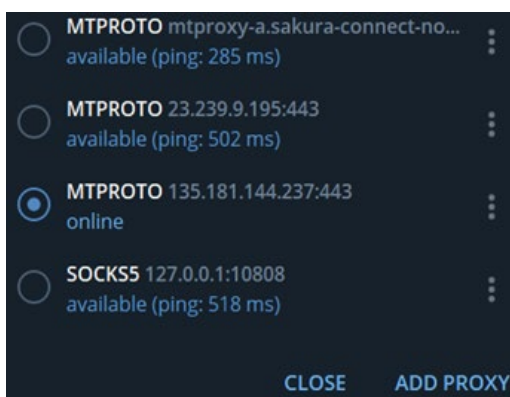 MTPROTO mtproxy-a.sakura-connect-no...
available (ping: 285 ms)
MTPROTO 23.239.9.195:443
available (ping: 502 ms)
MTPROTO 135.181.144.237:443
online
SOCKS5 127.0.0.1:10808
available (ping: 518 ms)
CLOSE ADD PROXY